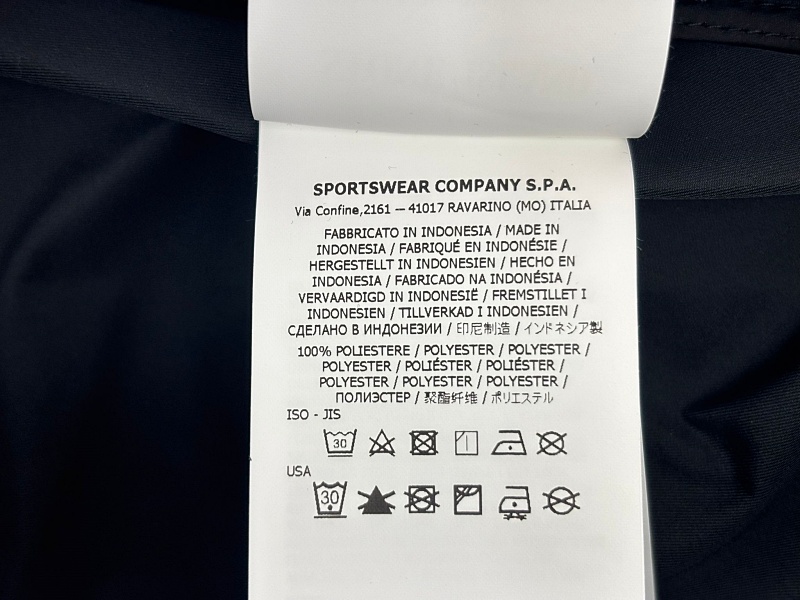 SPORTSWEAR COMPANY S.P.A.
Via Confine,2161 — 41017 RAVARINO (MO) ITALIA
FABBRICATO IN INDONESIA / MADE IN
INDONESIA / FABRIQUÉ EN INDONÉSIE /
HERGESTELLT IN INDONESIEN / HECHO EN
INDONESIA / FABRICADO NA INDONÉSIA /
VERVAARDIGD IN INDONESIË / FREMSTILLET I
INDONESIEN / TILLVERKAD I INDONESIEN /
СДЕЛАНО В ИНДОНЕЗИИ / 印尼制造 / インドネシア製
100% POLIESTERE / POLYESTER / POLYESTER /
POLYESTER / POLIÉSTER / POLIÉSTER /
POLYESTER / POLYESTER / POLYESTER /
ПОЛИЭСТЕР / 聚酯纤维 / ポリエステル
ISO - JIS
30
USA
30